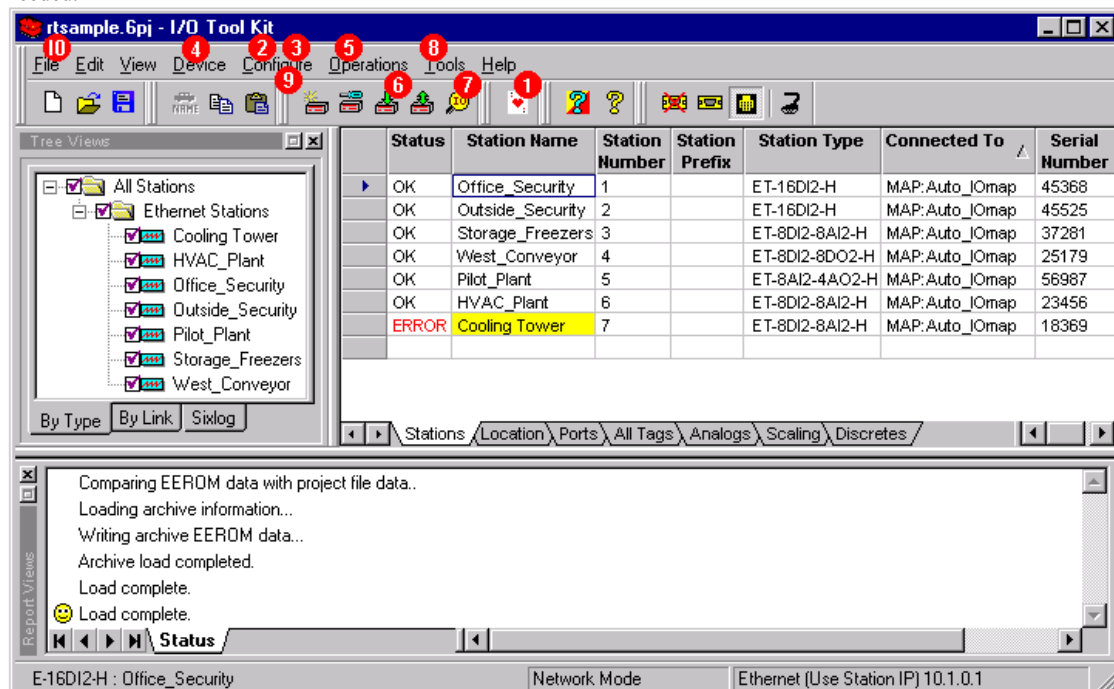 rtsample.6pj - I/O Tool Kit
10 4 2 3 5 8
File Edit View Device Configure Operations Tools Help
9 6 7 1
NAME
Tree Views
All Stations
Ethernet Stations
Cooling Tower
HVAC_Plant
Office_Security
Outside_Security
Pilot_Plant
Storage_Freezers
West_Conveyor
By Type By Link Sixlog
Status Station Name Station Number Station Prefix Station Type Connected To Serial Number
OK Office_Security 1 ET-16DI2-H MAP:Auto_IOmap 45368
OK Outside_Security 2 ET-16DI2-H MAP:Auto_IOmap 45525
OK Storage_Freezers 3 ET-8DI2-8AI2-H MAP:Auto_IOmap 37281
OK West_Conveyor 4 ET-8DI2-8DO2-H MAP:Auto_IOmap 25179
OK Pilot_Plant 5 ET-8AI2-4AO2-H MAP:Auto_IOmap 56987
OK HVAC_Plant 6 ET-8DI2-8AI2-H MAP:Auto_IOmap 23456
ERROR Cooling Tower 7 ET-8DI2-8AI2-H MAP:Auto_IOmap 18369
Stations Location Ports All Tags Analogs Scaling Discretes
Report Views
Comparing EEROM data with project file data..
Loading archive information...
Writing archive EEROM data...
Archive load completed.
Load complete.
Load complete.
Status
E-16DI2-H : Office_Security Network Mode Ethernet (Use Station IP) 10.1.0.1